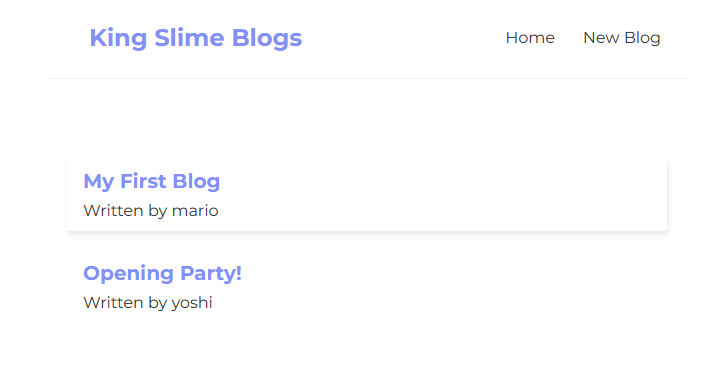 King Slime Blogs
Home New Blog
My First Blog
Written by mario
Opening Party!
Written by yoshi